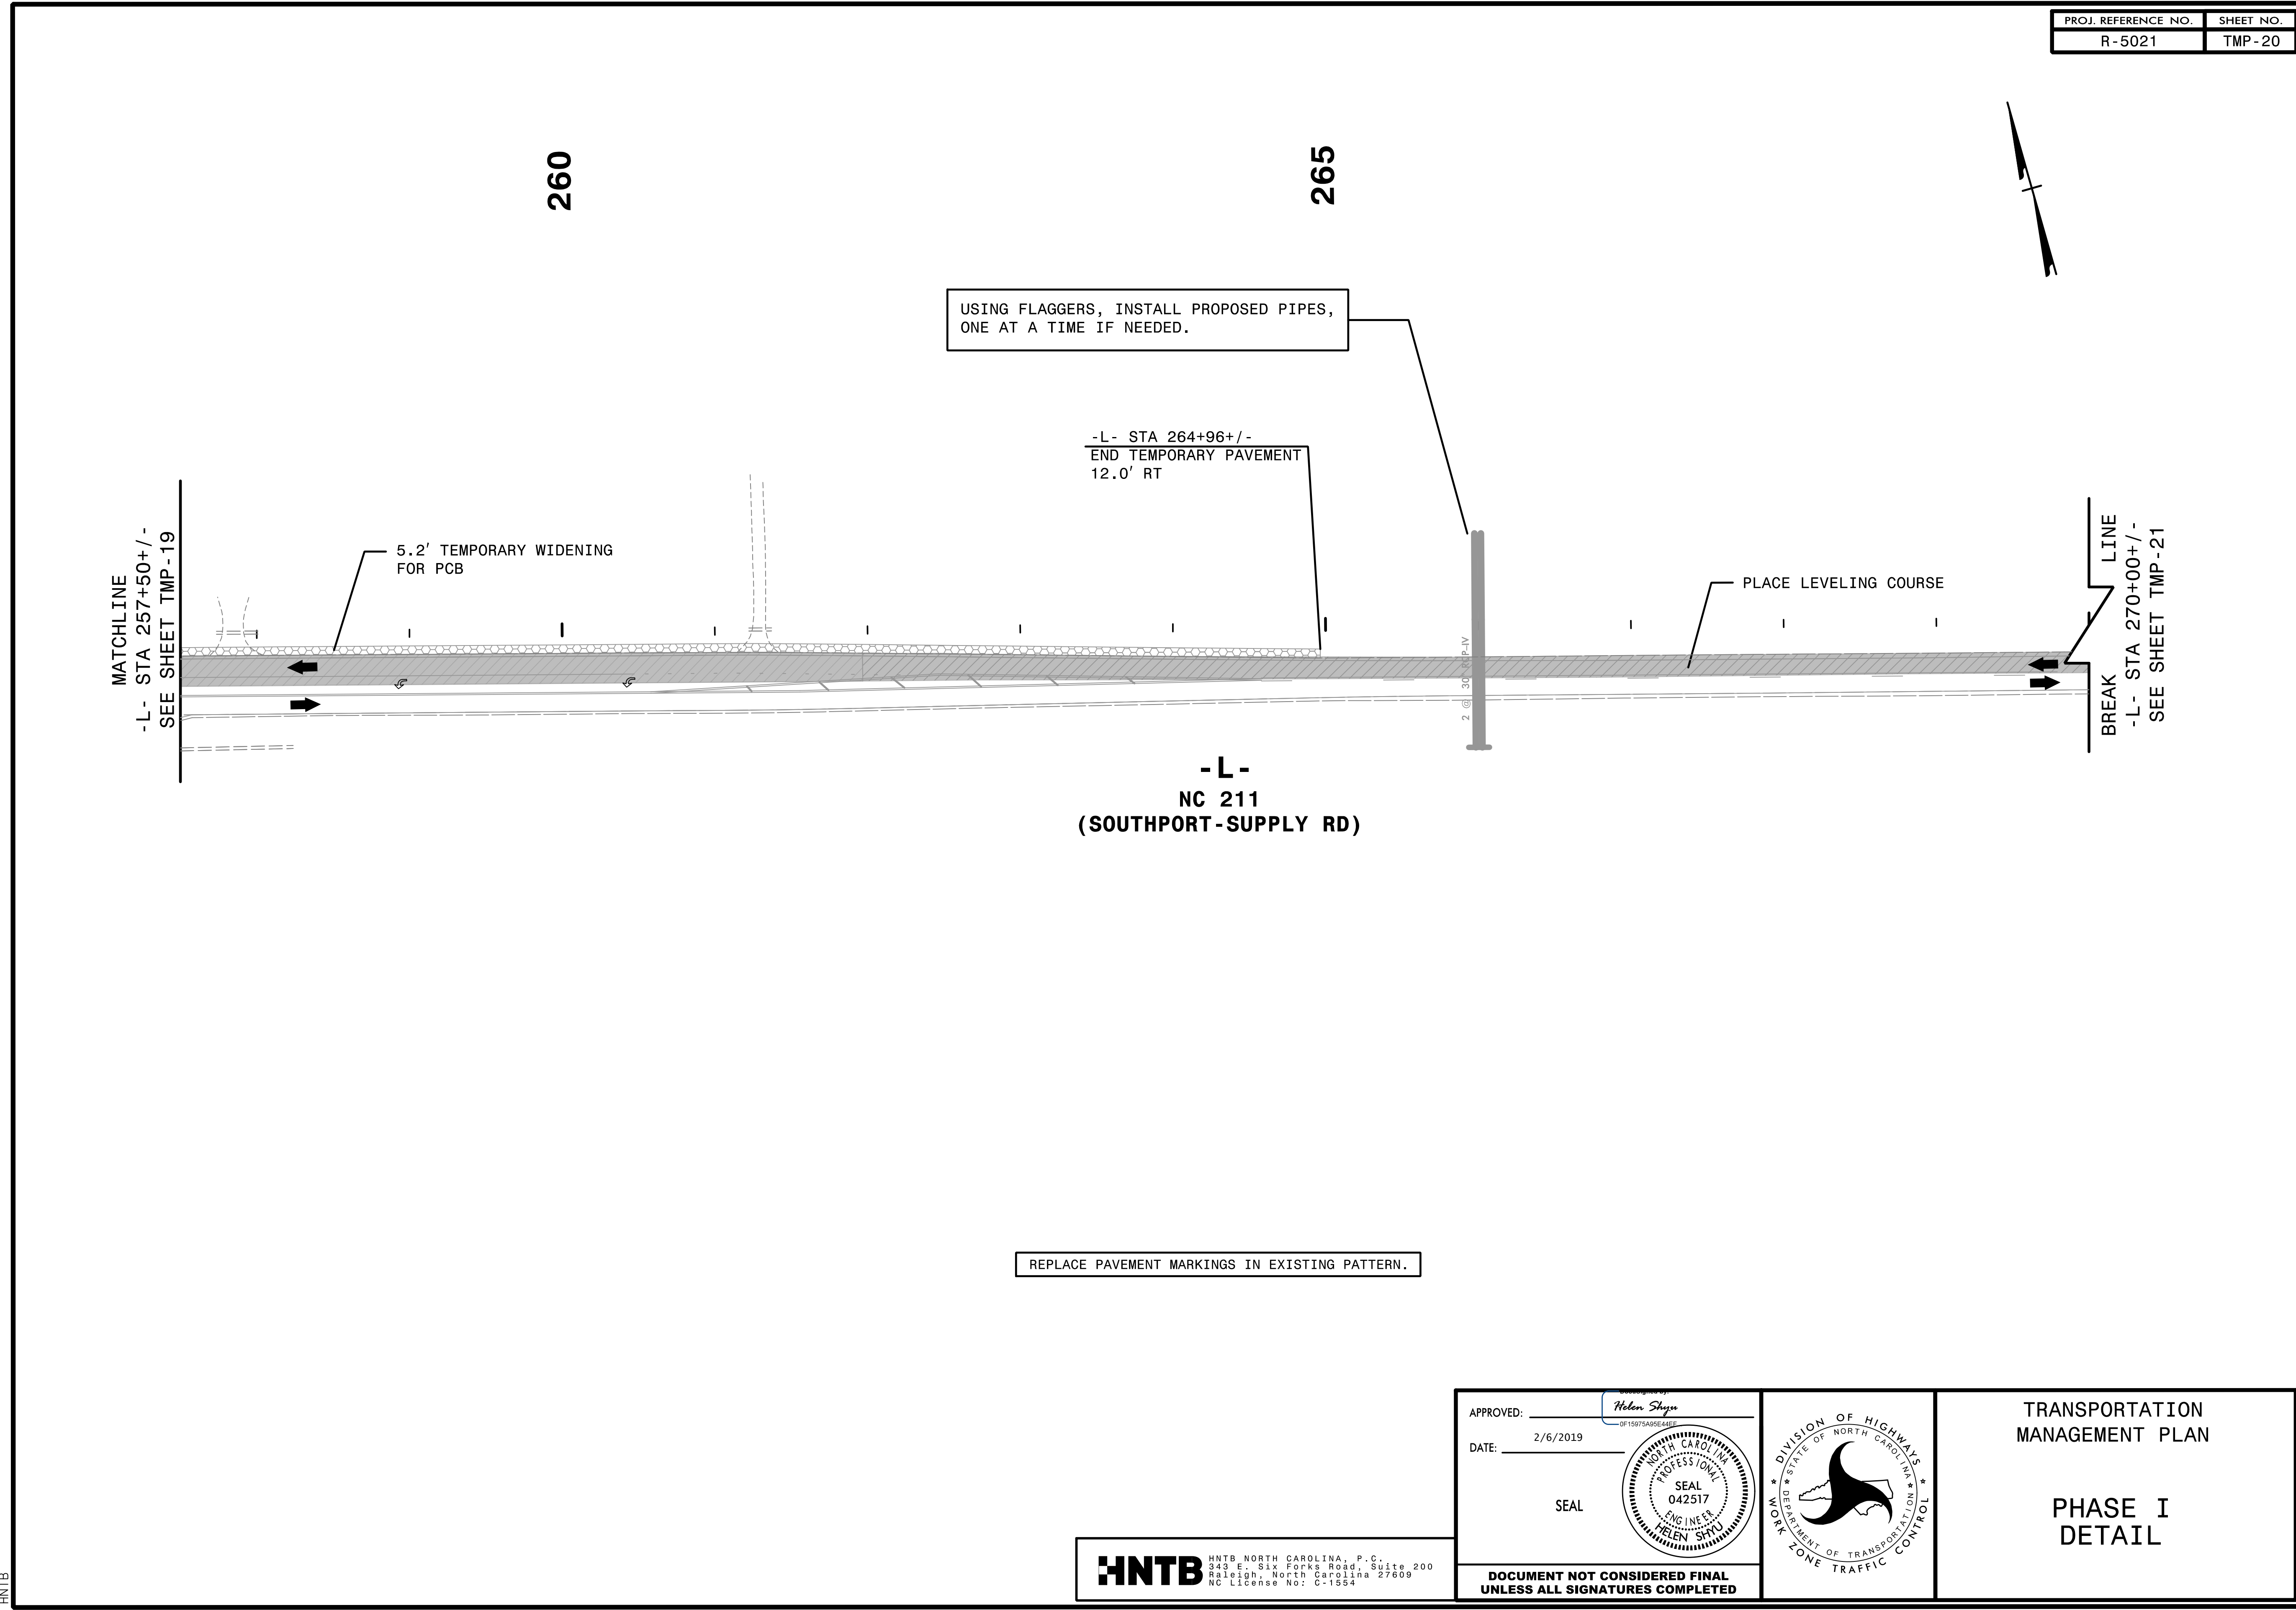 PROJ. REFERENCE NO. SHEET NO.
R-5021 TMP-20
260
265
USING FLAGGERS, INSTALL PROPOSED PIPES,
ONE AT A TIME IF NEEDED.
-L- STA 264+96+/-
END TEMPORARY PAVEMENT
12.0' RT
5.2' TEMPORARY WIDENING
FOR PCB
PLACE LEVELING COURSE
MATCHLINE
-L- STA 257+50+/-
SEE SHEET TMP-19
BREAK LINE
-L- STA 270+00+/-
SEE SHEET TMP-21
2 @ 30" RCP-IV
-L-
NC 211
(SOUTHPORT-SUPPLY RD)
REPLACE PAVEMENT MARKINGS IN EXISTING PATTERN.
APPROVED:
Helen Shyu
0F15975A95E44EE
DATE: 2/6/2019
SEAL
NORTH CAROLINA
PROFESSIONAL
SEAL
042517
ENGINEER
HELEN SHYU
DOCUMENT NOT CONSIDERED FINAL
UNLESS ALL SIGNATURES COMPLETED
DIVISION OF HIGHWAYS
STATE OF NORTH CAROLINA
DEPARTMENT OF TRANSPORTATION
WORK ZONE TRAFFIC CONTROL
TRANSPORTATION
MANAGEMENT PLAN
PHASE I
DETAIL
HNTB
HNTB NORTH CAROLINA, P.C.
343 E. Six Forks Road, Suite 200
Raleigh, North Carolina 27609
NC License No: C-1554
HNTB